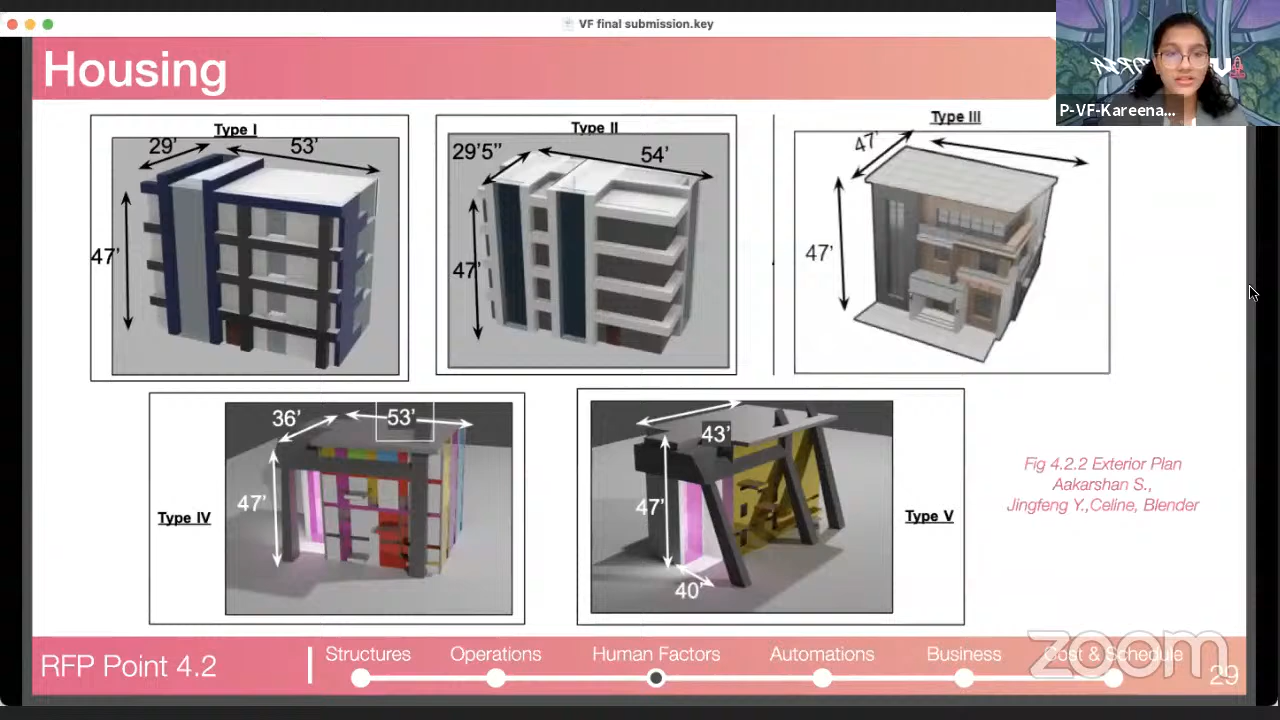 VF final submission.key
Housing
P-VF-Kareena...
Type I
29'
53'
47'
Type II
29'5"
54'
47'
Type III
47'
47'
Type IV
36'
53'
47'
Type V
43'
47'
40'
Fig 4.2.2 Exterior Plan
Aakarshan S.,
Jingfeng Y.,Celine, Blender
RFP Point 4.2
Structures
Operations
Human Factors
Automations
Business
Cost & Schedule
29
zoom